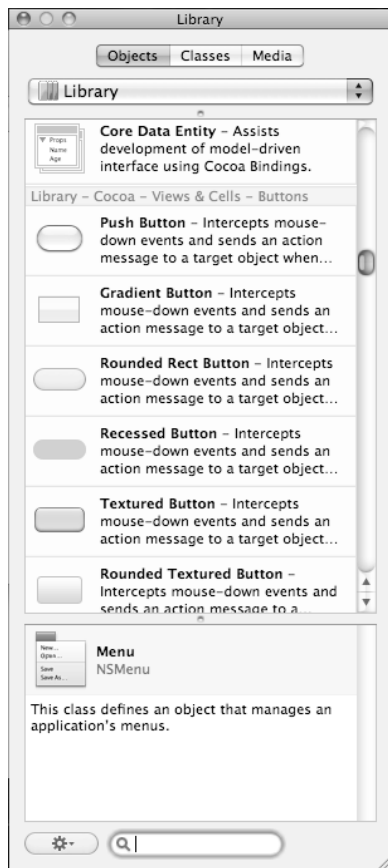 Library
Objects Classes Media
Library
Props
Name
Age
Core Data Entity – Assists
development of model-driven
interface using Cocoa Bindings.
Library – Cocoa – Views & Cells – Buttons
Push Button – Intercepts mouse-
down events and sends an action
message to a target object when...
Gradient Button – Intercepts
mouse-down events and sends an
action message to a target object...
Rounded Rect Button – Intercepts
mouse-down events and sends an
action message to a target object...
Recessed Button – Intercepts
mouse-down events and sends an
action message to a target object...
Textured Button – Intercepts
mouse-down events and sends an
action message to a target object...
Rounded Textured Button –
Intercepts mouse-down events and
sends an action message to a...
New...
Open...
Save
Save As...
Menu
NSMenu
This class defines an object that manages an
application's menus.